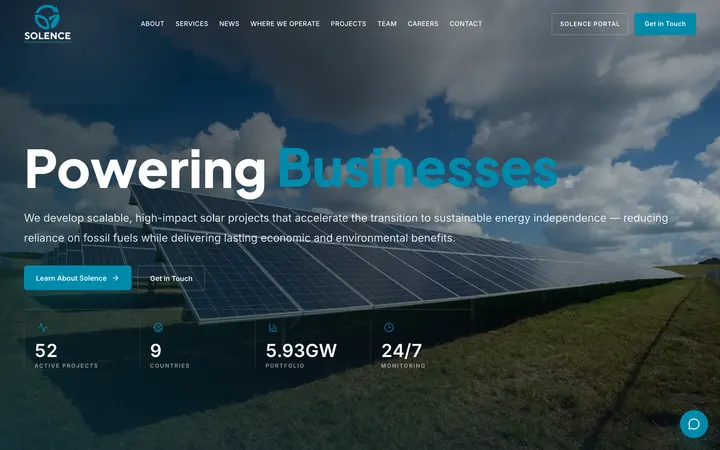 SOLENCE
ABOUT SERVICES NEWS WHERE WE OPERATE PROJECTS TEAM CAREERS CONTACT
SOLENCE PORTAL
Get in Touch
Powering Businesses.
We develop scalable, high-impact solar projects that accelerate the transition to sustainable energy independence — reducing
reliance on fossil fuels while delivering lasting economic and environmental benefits.
Learn About Solence →
Get in Touch
52
ACTIVE PROJECTS
9
COUNTRIES
5.93GW
PORTFOLIO
24/7
MONITORING